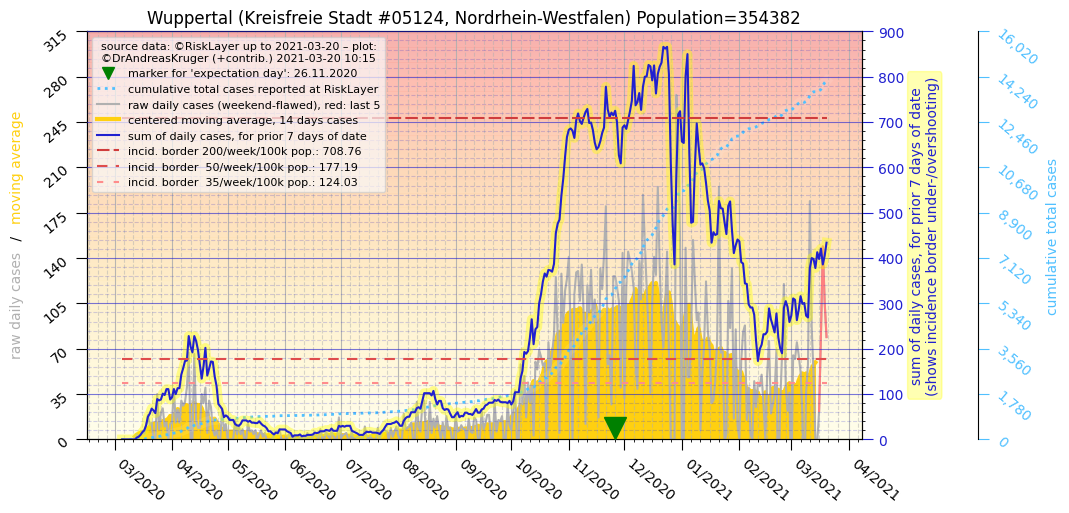 Wuppertal (Kreisfreie Stadt #05124, Nordrhein-Westfalen) Population=354382
source data: ©RiskLayer up to 2021-03-20 – plot:
©DrAndreasKruger (+contrib.) 2021-03-20 10:15
marker for 'expectation day': 26.11.2020
cumulative total cases reported at RiskLayer
raw daily cases (weekend-flawed), red: last 5
centered moving average, 14 days cases
sum of daily cases, for prior 7 days of date
incid. border 200/week/100k pop.: 708.76
incid. border  50/week/100k pop.: 177.19
incid. border  35/week/100k pop.: 124.03
raw daily cases / moving average
315
280
245
210
175
140
105
70
35
0
03/2020
04/2020
05/2020
06/2020
07/2020
08/2020
09/2020
10/2020
11/2020
12/2020
01/2021
02/2021
03/2021
04/2021
900
800
700
600
500
400
300
200
100
0
sum of daily cases, for prior 7 days of date
(shows incidence border under-/overshooting)
16,020
14,240
12,460
10,680
8,900
7,120
5,340
3,560
1,780
0
cumulative total cases